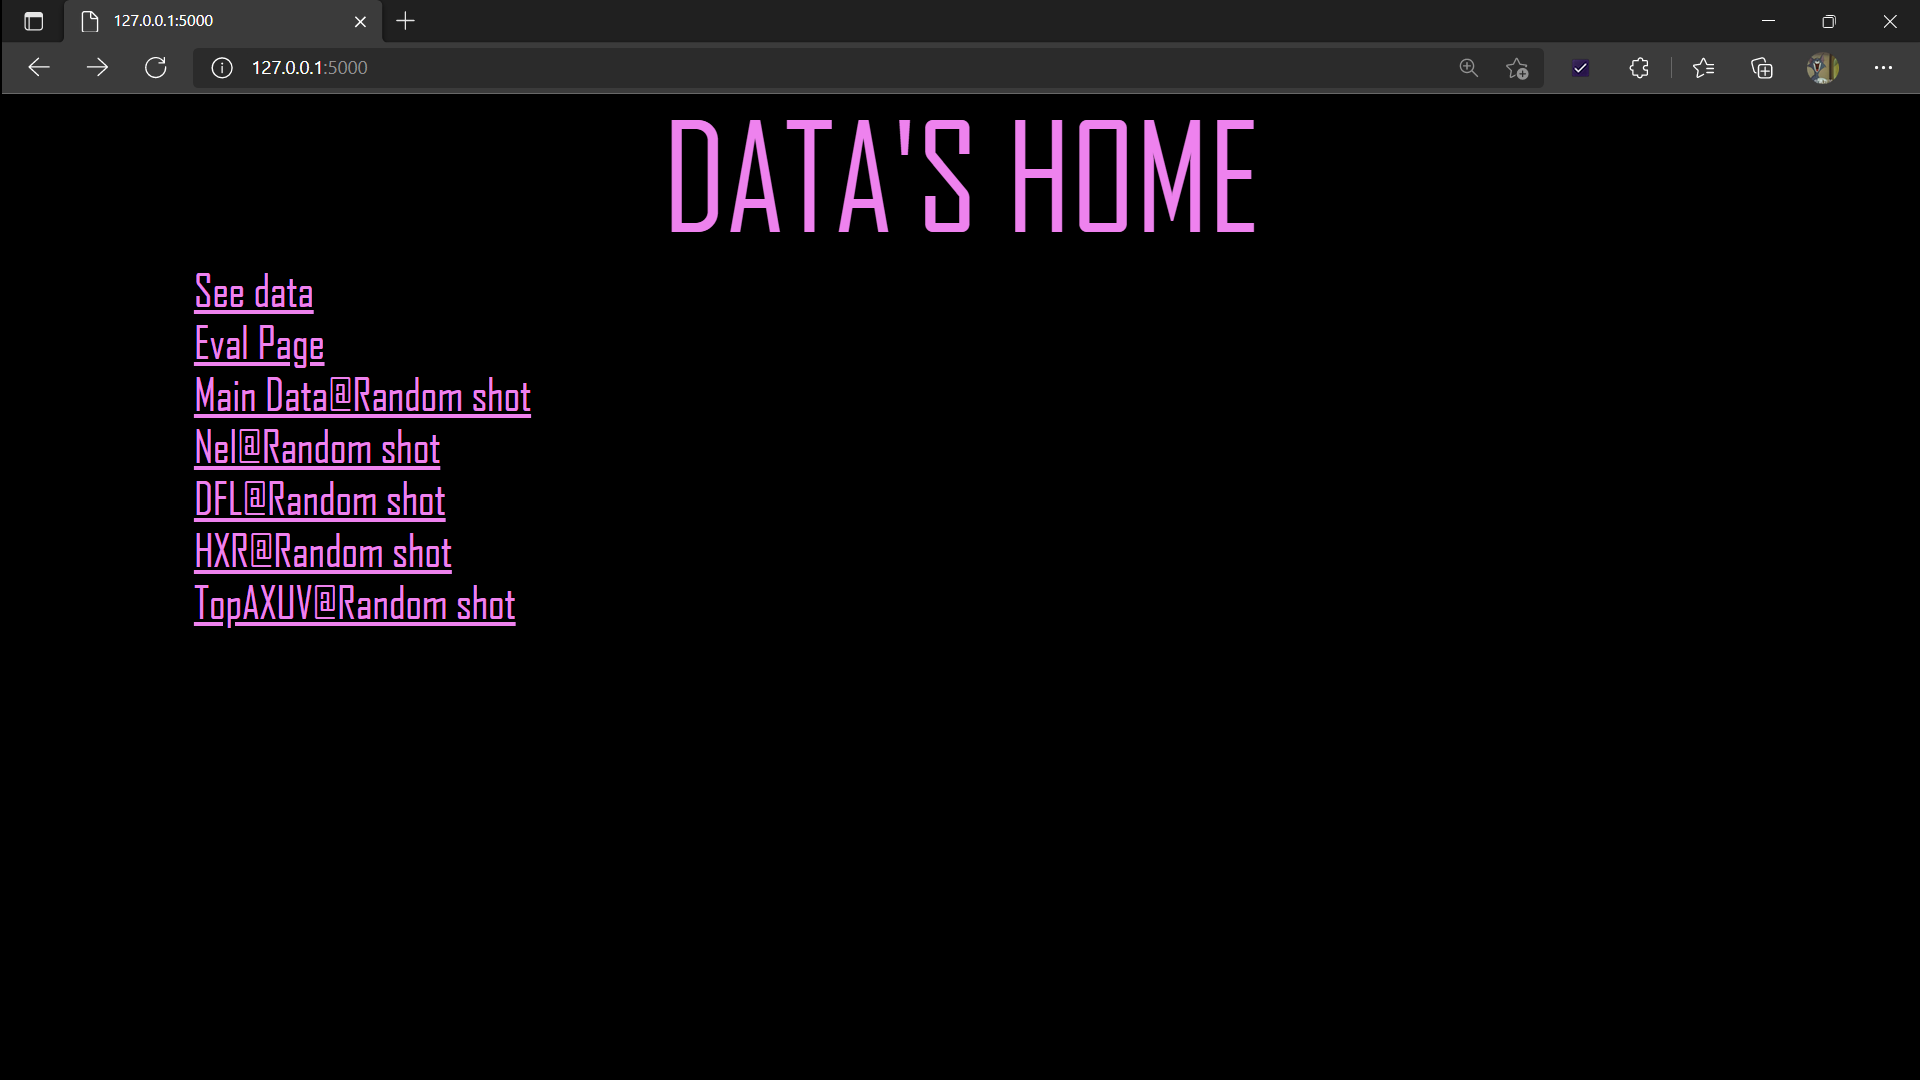 127.0.0.1:5000
127.0.0.1:5000
DATA'S HOME
See data
Eval Page
Main Data@Random shot
Nel@Random shot
DFL@Random shot
HXR@Random shot
TopAXUV@Random shot